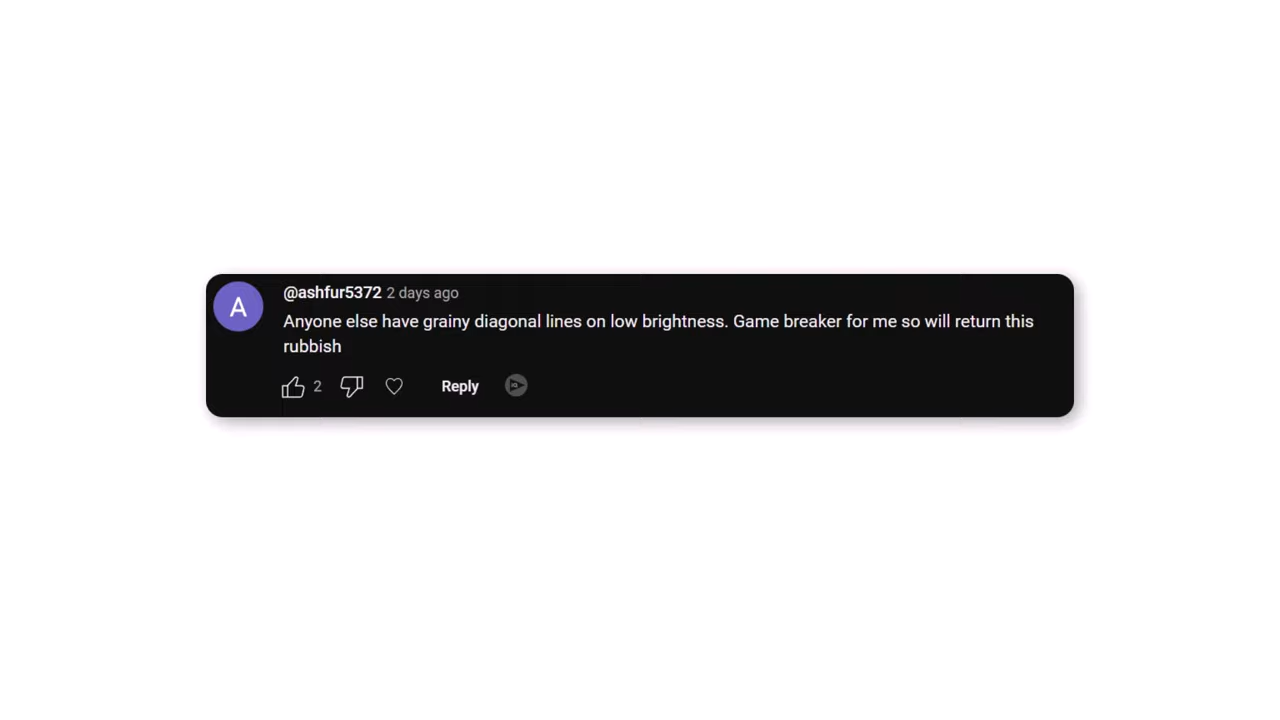 A
@ashfur5372 2 days ago
Anyone else have grainy diagonal lines on low brightness. Game breaker for me so will return this
rubbish
2 Reply